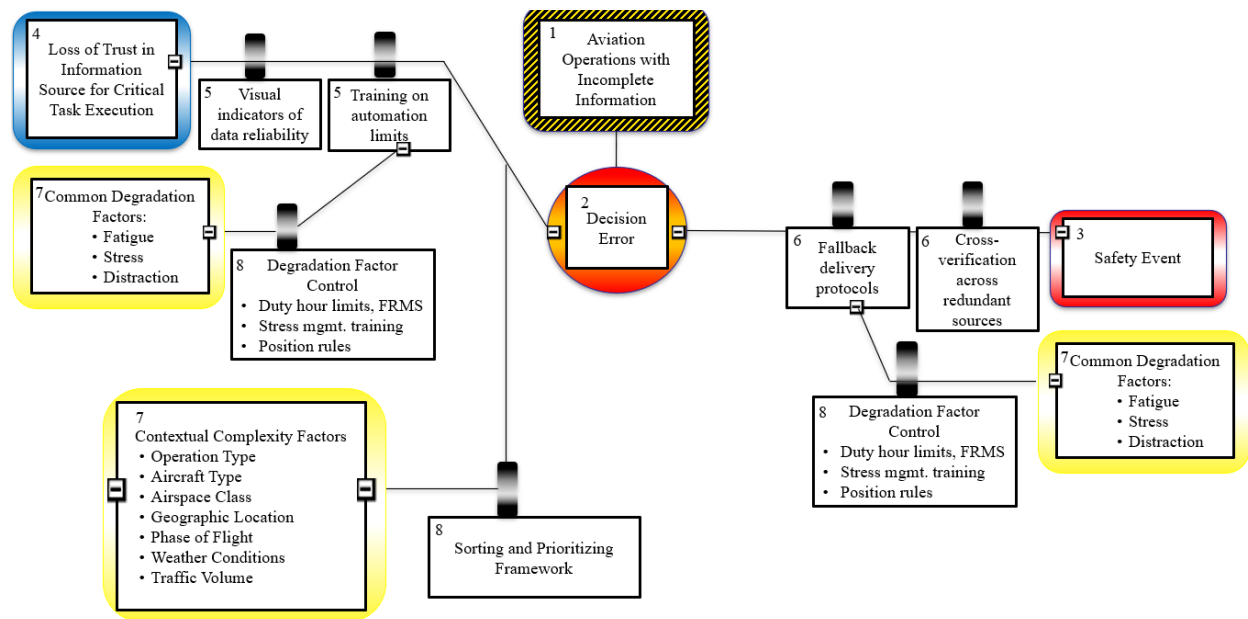 4
Loss of Trust in
Information
Source for Critical
Task Execution
5
Visual
indicators of
data reliability
5
Training on
automation
limits
1
Aviation
Operations with
Incomplete
Information
2
Decision
Error
6
Fallback
delivery
protocols
6
Cross-
verification
across
redundant
sources
3
Safety Event
7
Common Degradation
Factors:
• Fatigue
• Stress
• Distraction
8
Degradation Factor
Control
• Duty hour limits, FRMS
• Stress mgmt. training
• Position rules
7
Contextual Complexity Factors
• Operation Type
• Aircraft Type
• Airspace Class
• Geographic Location
• Phase of Flight
• Weather Conditions
• Traffic Volume
8
Sorting and Prioritizing
Framework
8
Degradation Factor
Control
• Duty hour limits, FRMS
• Stress mgmt. training
• Position rules
7
Common Degradation
Factors:
• Fatigue
• Stress
• Distraction